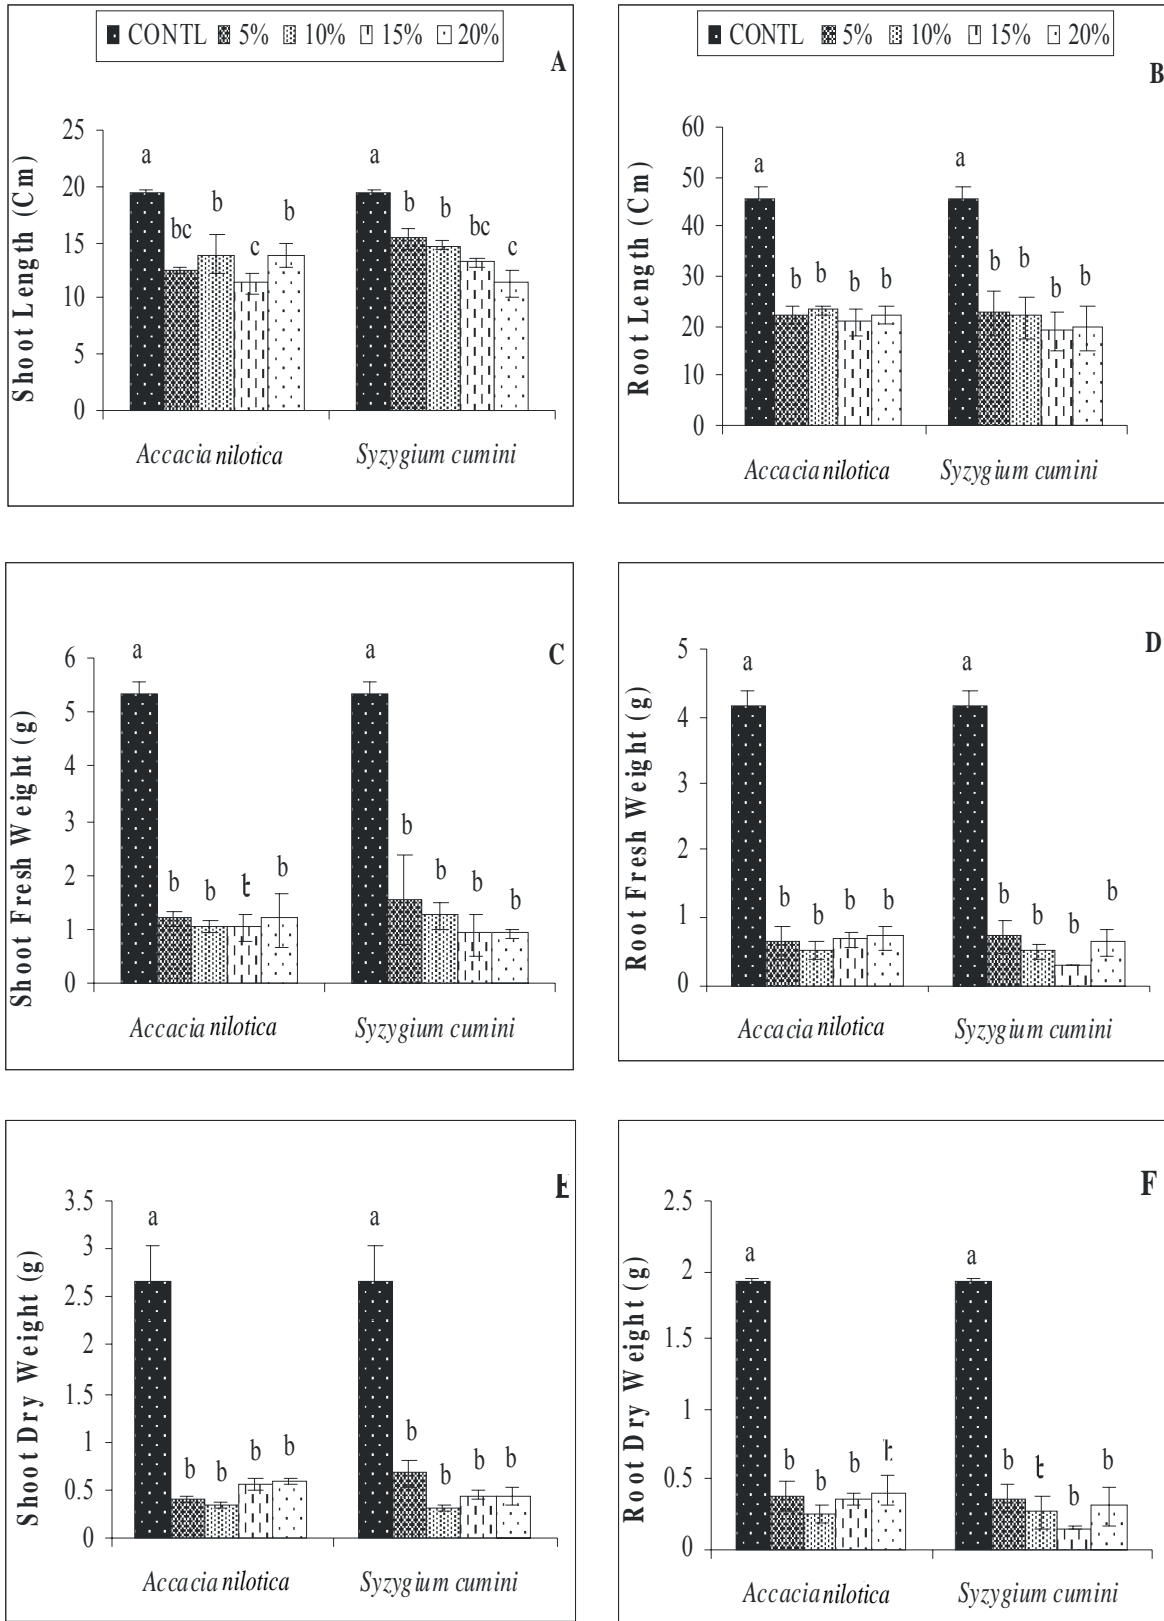 CONTL 5% 10% 15% 20%
A
Shoot Length (Cm)
25
20
15
10
5
0
a
bc
b
c
b
a
b
b
bc
c
Accacia nilotica
Syzygium cumini
CONTL 5% 10% 15% 20%
B
Root Length (Cm)
60
50
40
30
20
10
0
a
b
b
b
b
a
b
b
b
b
Accacia nilotica
Syzygium cumini
C
Shoot Fresh Weight (g)
6
5
4
3
2
1
0
a
b
b
b
a
b
b
b
b
Accacia nilotica
Syzygium cumini
D
Root Fresh Weight (g)
5
4
3
2
1
0
a
b
b
b
b
a
b
b
b
b
Accacia nilotica
Syzygium cumini
E
Shoot Dry Weight (g)
3.5
3
2.5
2
1.5
1
0.5
0
a
b
b
b
b
a
b
b
b
b
Accacia nilotica
Syzygium cumini
F
Root Dry Weight (g)
2.5
2
1.5
1
0.5
0
a
b
b
b
a
b
b
b
Accacia nilotica
Syzygium cumini